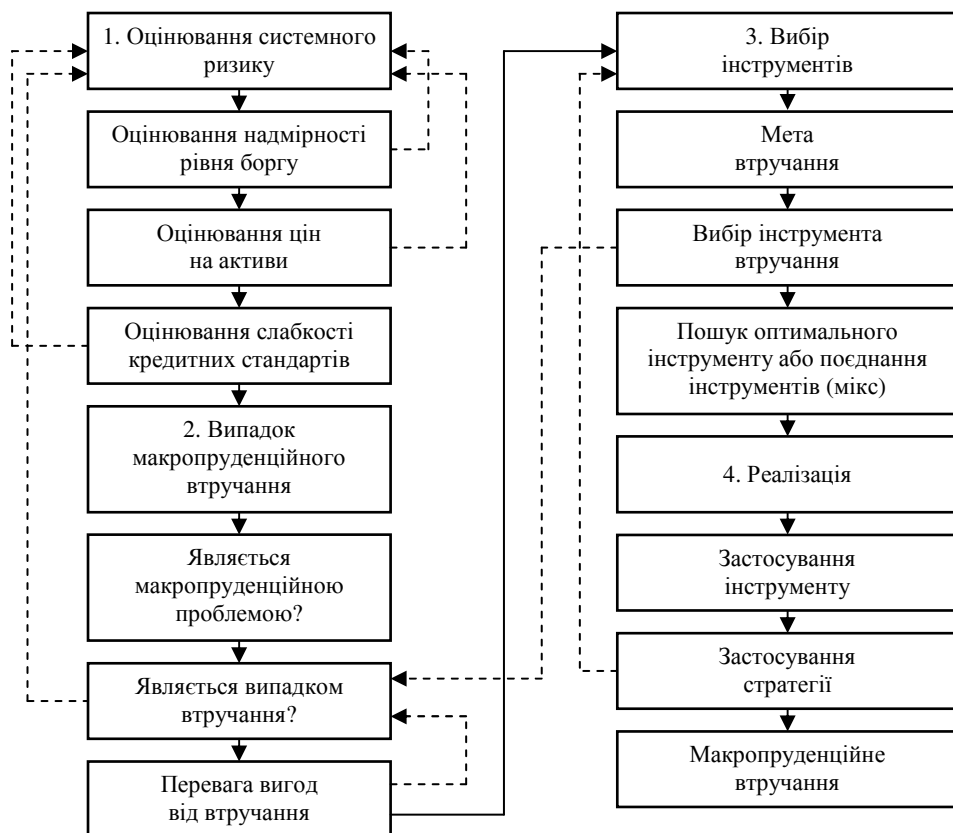 1. Оцінювання системного
ризику
Оцінювання надмірності
рівня боргу
Оцінювання цін
на активи
Оцінювання слабкості
кредитних стандартів
2. Випадок
макропруденційного
втручання
Являється
макропруденційною
проблемою?
Являється випадком
втручання?
Перевага вигод
від втручання
3. Вибір
інструментів
Мета
втручання
Вибір інструмента
втручання
Пошук оптимального
інструменту або поєднання
інструментів (мікс)
4. Реалізація
Застосування
інструменту
Застосування
стратегії
Макропруденційне
втручання